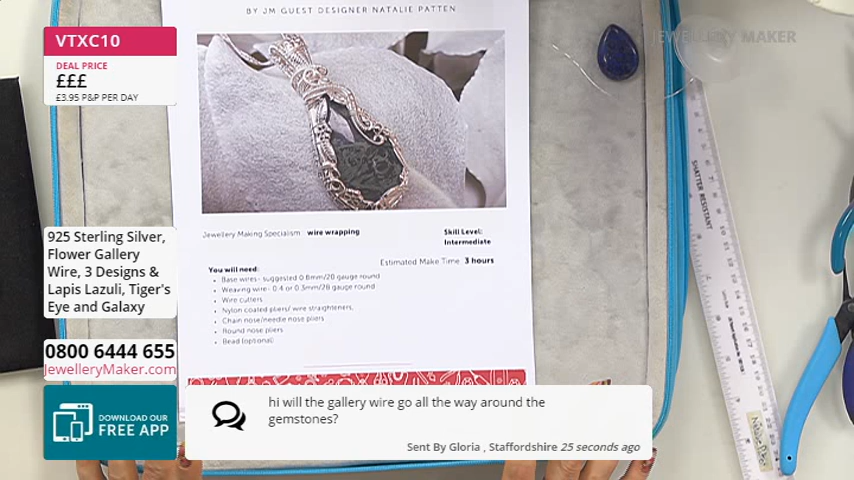 BY JM GUEST DESIGNER NATALIE PATTEN
JEWELLERY MAKER
VTXC10
DEAL PRICE
£££
£3.95 P&P PER DAY
SHATTER RESISTANT
Jewellery Making Specialism: wire wrapping
Skill Level:
Intermediate
Estimated Make Time 3 hours
You will need:
• Base wires- suggested 0.8mm/20 gauge round
• Weaving wire- 0.4 or 0.3mm/28 gauge round
• Wire cutters
• Nylon coated pliers/ wire straighteners,
• Chain nose/needle nose pliers
• Round nose pliers
• Bead (optional)
925 Sterling Silver,
Flower Gallery
Wire, 3 Designs &
Lapis Lazuli, Tiger's
Eye and Galaxy
0800 6444 655
JewelleryMaker.com
DOWNLOAD OUR
FREE APP
hi will the gallery wire go all the way around the
gemstones?
Sent By Gloria , Staffordshire 25 seconds ago